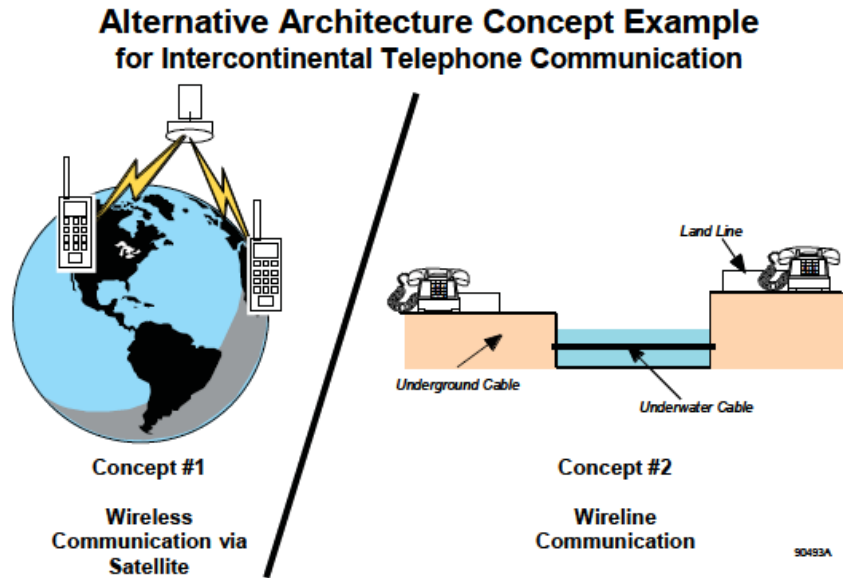 Alternative Architecture Concept Example
for Intercontinental Telephone Communication
Land Line
Underground Cable
Underwater Cable
Concept #1
Wireless
Communication via
Satellite
Concept #2
Wireline
Communication
90493A